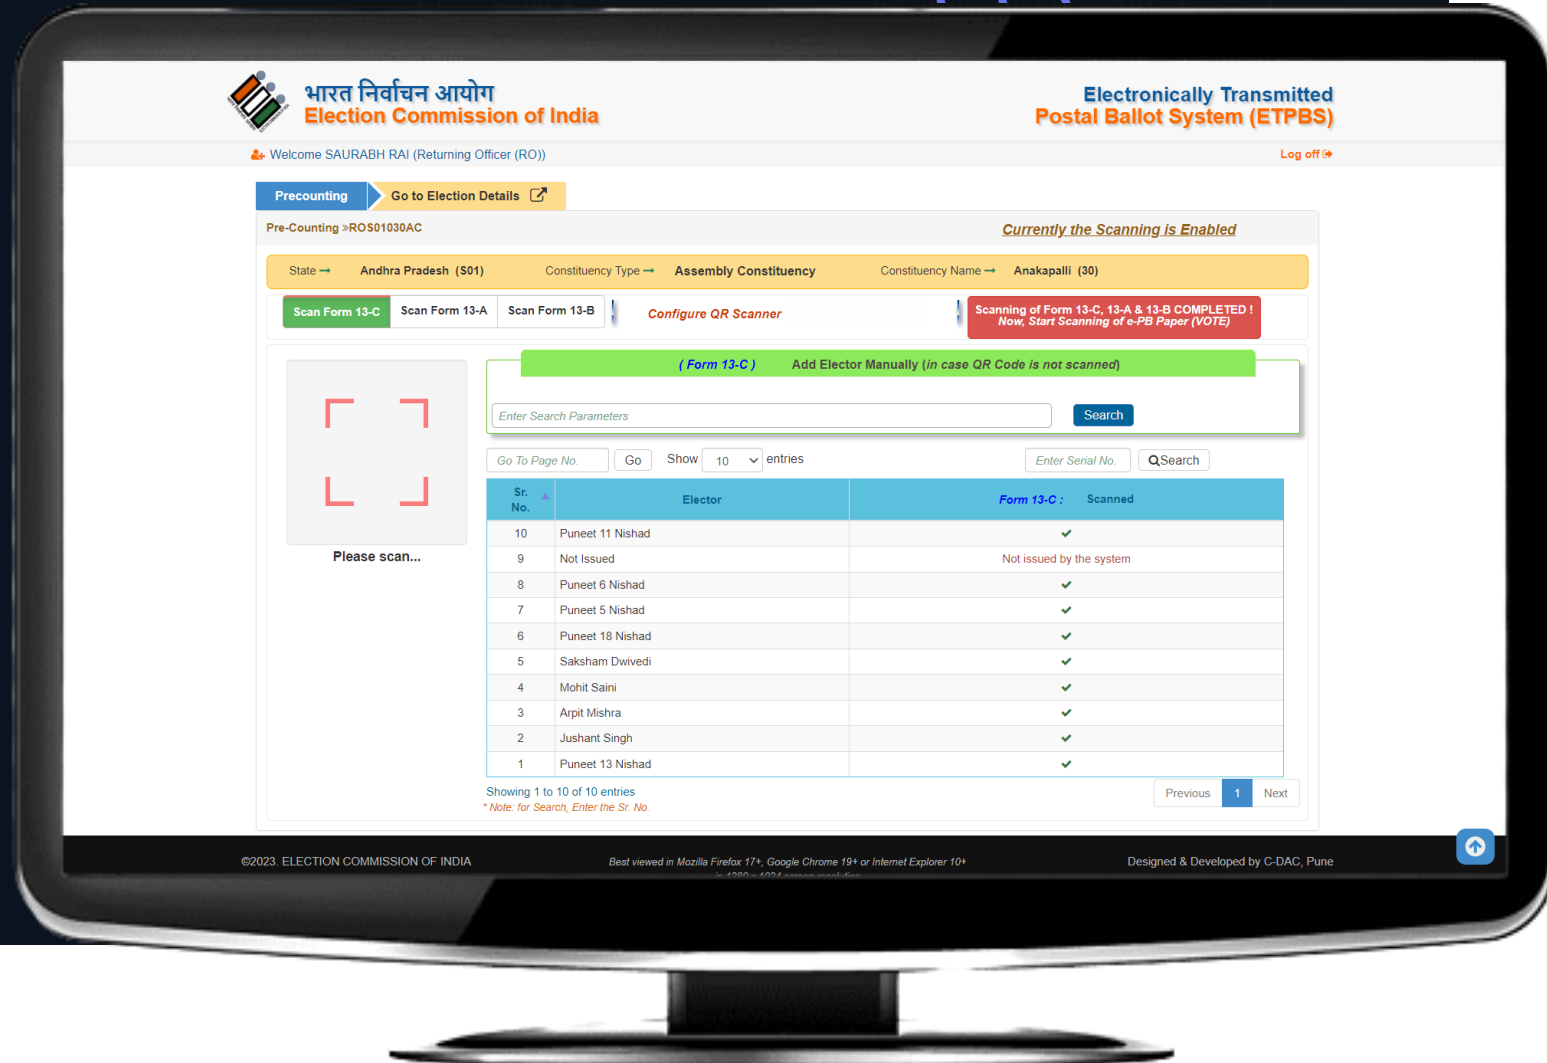 भारत निर्वाचन आयोग
Election Commission of India
Electronically Transmitted
Postal Ballot System (ETPBS)
Welcome SAURABH RAI (Returning Officer (RO))
Log off
Precounting
Go to Election Details
Pre-Counting »ROS01030AC
Currently the Scanning is Enabled
State → Andhra Pradesh (S01) Constituency Type → Assembly Constituency Constituency Name → Anakapalli (30)
Scan Form 13-C Scan Form 13-A Scan Form 13-B Configure QR Scanner
Scanning of Form 13-C, 13-A & 13-B COMPLETED !
Now, Start Scanning of e-PB Paper (VOTE)
( Form 13-C ) Add Elector Manually (in case QR Code is not scanned)
Enter Search Parameters Search
Go To Page No. Go Show 10 entries Enter Serial No. Search
Please scan...
Sr. No. Elector Form 13-C : Scanned
10 Puneet 11 Nishad ✔
9 Not Issued Not issued by the system
8 Puneet 6 Nishad ✔
7 Puneet 5 Nishad ✔
6 Puneet 18 Nishad ✔
5 Saksham Dwivedi ✔
4 Mohit Saini ✔
3 Arpit Mishra ✔
2 Jushant Singh ✔
1 Puneet 13 Nishad ✔
Showing 1 to 10 of 10 entries
* Note: for Search, Enter the Sr. No.
Previous 1 Next
©2023. ELECTION COMMISSION OF INDIA
Best viewed in Mozilla Firefox 17+, Google Chrome 19+ or Internet Explorer 10+
in 1280 x 1024 screen resolution
Designed & Developed by C-DAC, Pune